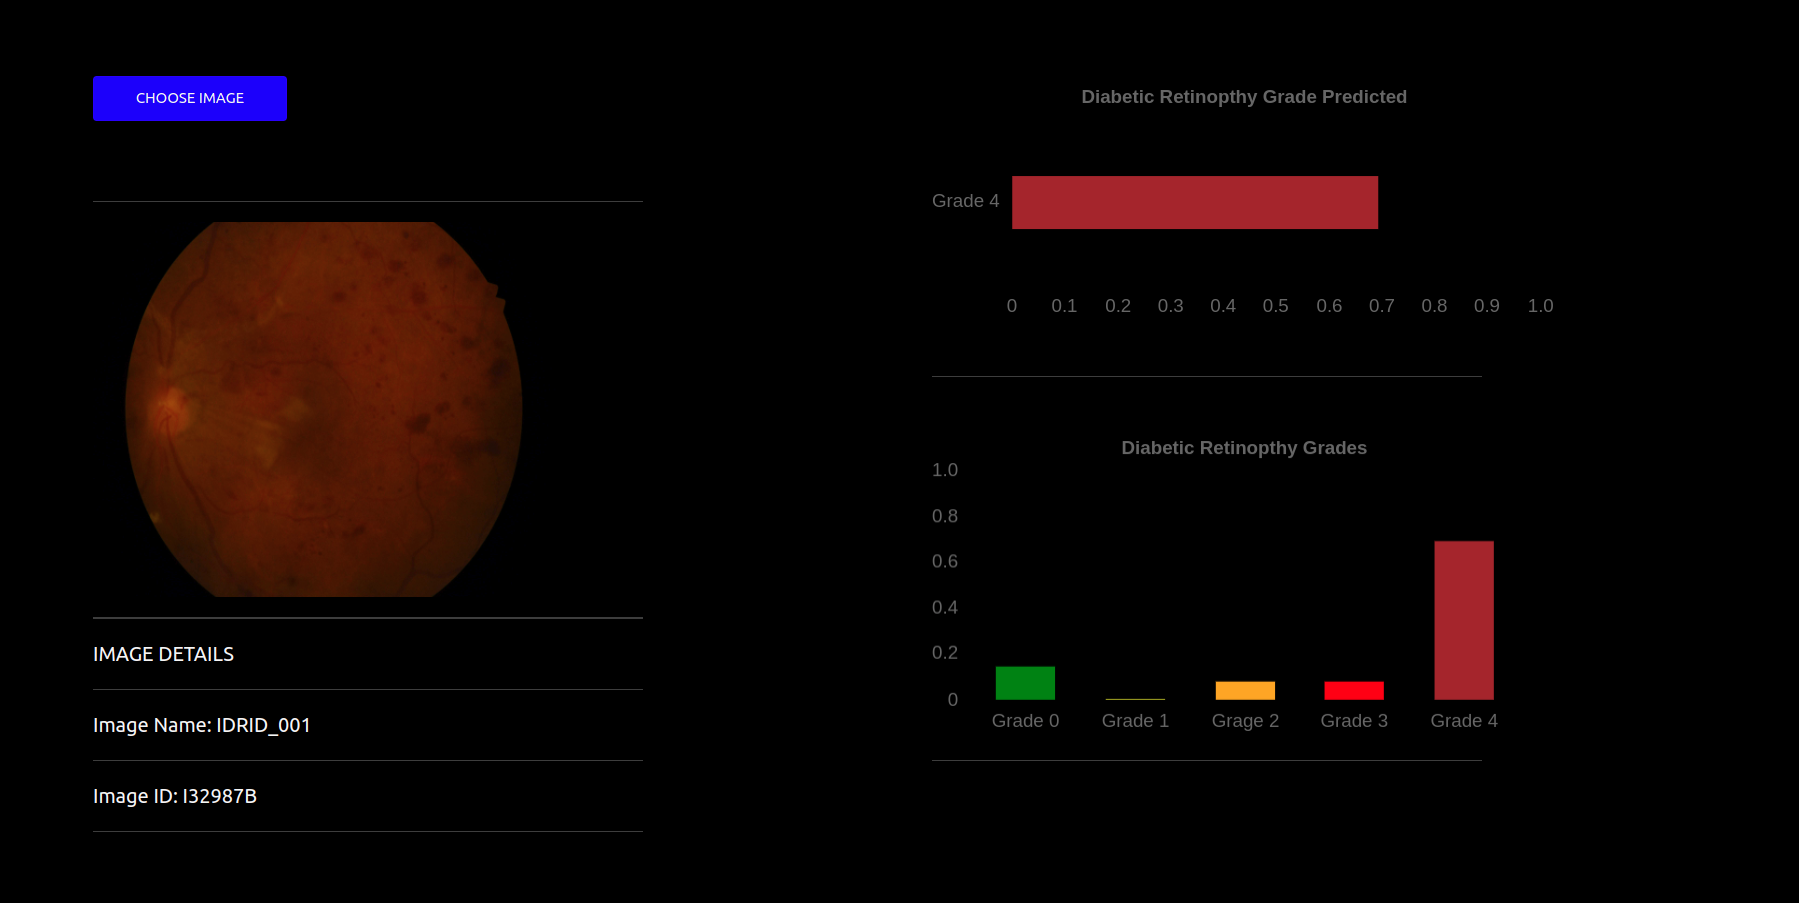 CHOOSE IMAGE
IMAGE DETAILS
Image Name: IDRID_001
Image ID: I32987B
Diabetic Retinopthy Grade Predicted
Grade 4
0 0.1 0.2 0.3 0.4 0.5 0.6 0.7 0.8 0.9 1.0
Diabetic Retinopthy Grades
1.0
0.8
0.6
0.4
0.2
0
Grade 0 Grade 1 Grage 2 Grade 3 Grade 4